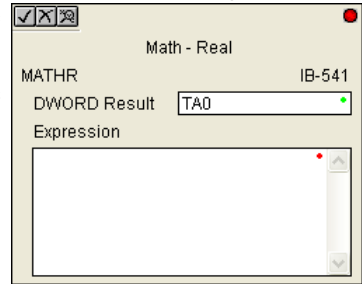 Math - Real
MATHR IB-541
DWORD Result TA0
Expression